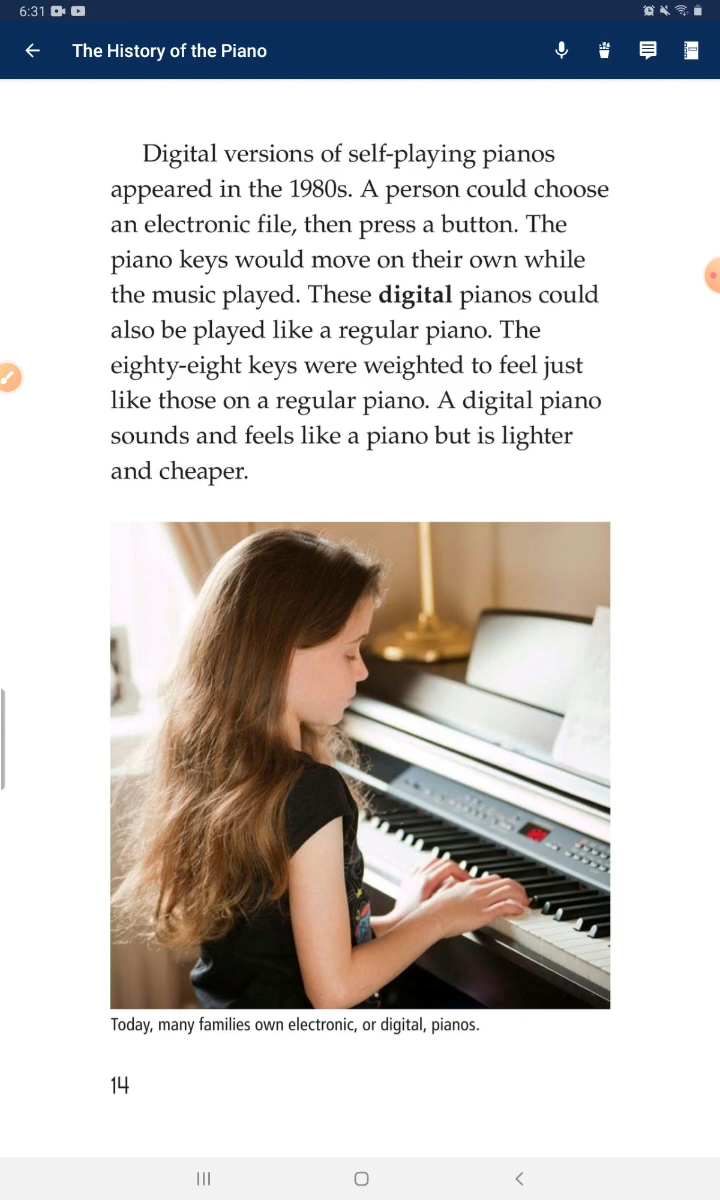 6:31
The History of the Piano
Digital versions of self-playing pianos
appeared in the 1980s. A person could choose
an electronic file, then press a button. The
piano keys would move on their own while
the music played. These digital pianos could
also be played like a regular piano. The
eighty-eight keys were weighted to feel just
like those on a regular piano. A digital piano
sounds and feels like a piano but is lighter
and cheaper.
Today, many families own electronic, or digital, pianos.
14